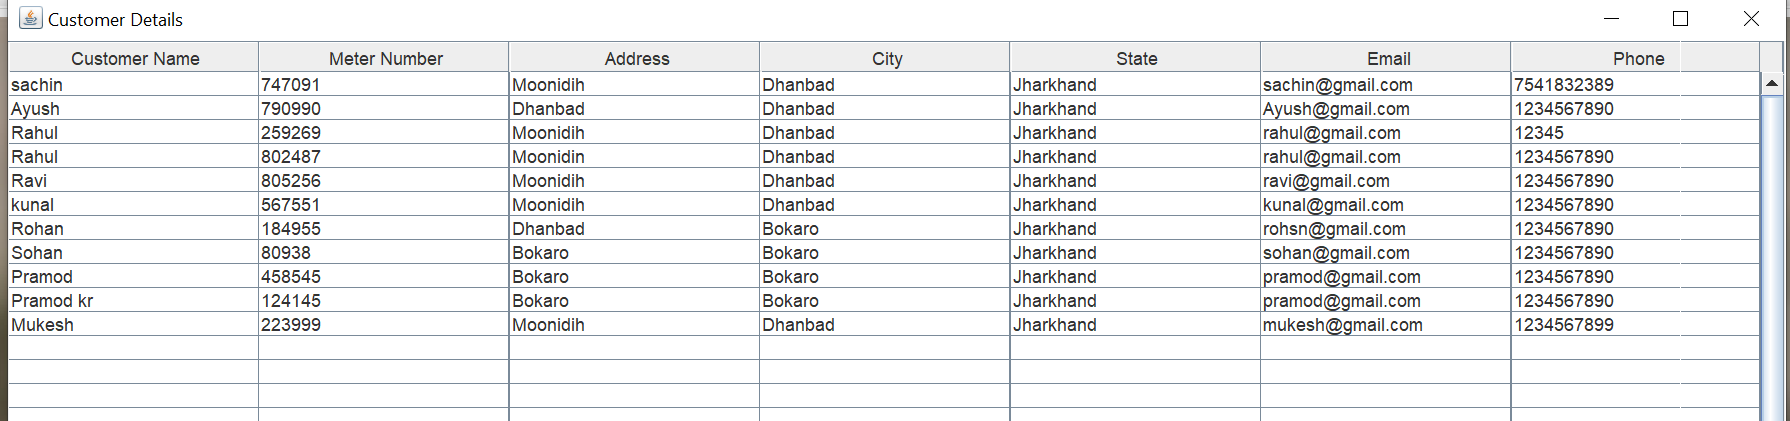 Customer Details
Customer Name Meter Number Address City State Email Phone
sachin 747091 Moonidih Dhanbad Jharkhand sachin@gmail.com 7541832389
Ayush 790990 Dhanbad Dhanbad Jharkhand Ayush@gmail.com 1234567890
Rahul 259269 Moonidih Dhanbad Jharkhand rahul@gmail.com 12345
Rahul 802487 Moonidin Dhanbad Jharkhand rahul@gmail.com 1234567890
Ravi 805256 Moonidih Dhanbad Jharkhand ravi@gmail.com 1234567890
kunal 567551 Moonidih Dhanbad Jharkhand kunal@gmail.com 1234567890
Rohan 184955 Dhanbad Bokaro Jharkhand rohsn@gmail.com 1234567890
Sohan 80938 Bokaro Bokaro Jharkhand sohan@gmail.com 1234567890
Pramod 458545 Bokaro Bokaro Jharkhand pramod@gmail.com 1234567890
Pramod kr 124145 Bokaro Bokaro Jharkhand pramod@gmail.com 1234567890
Mukesh 223999 Moonidih Dhanbad Jharkhand mukesh@gmail.com 1234567899